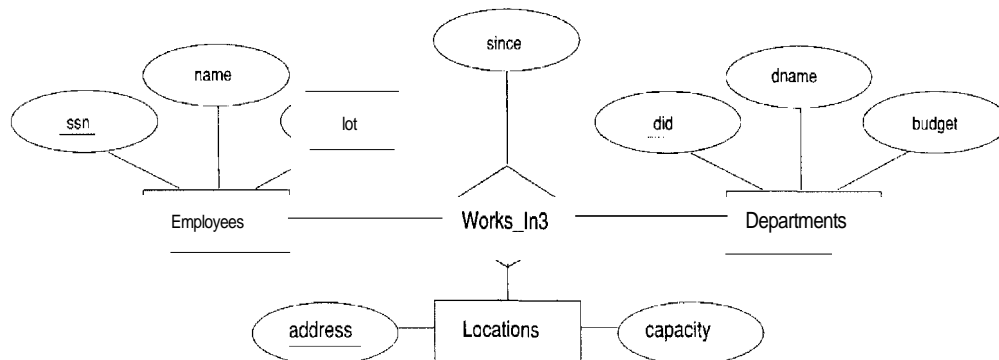 since
name
dname
ssn
lot
did
budget
Employees
Works_In3
Departments
address
Locations
capacity